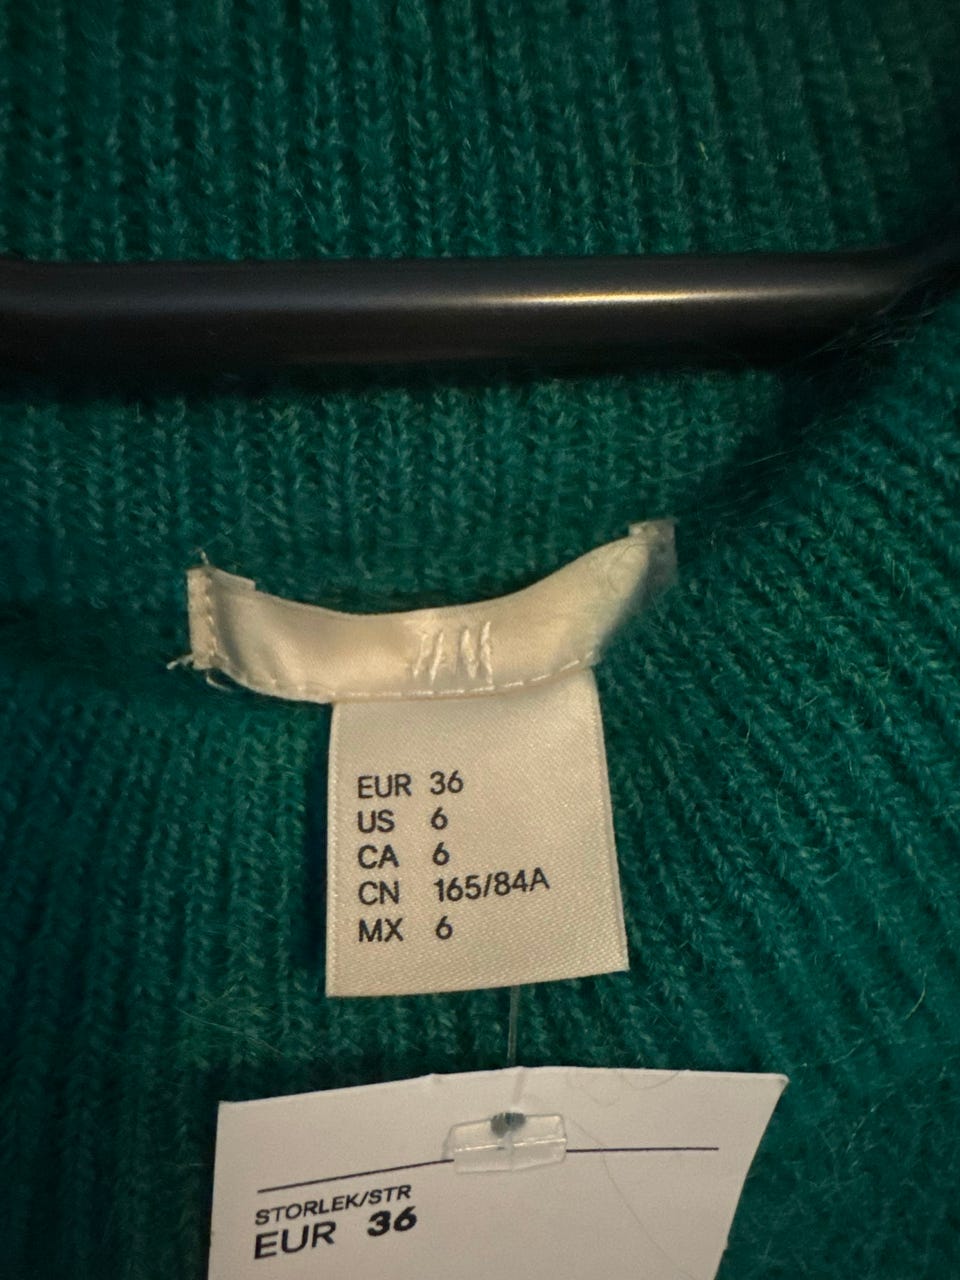 H&M
EUR 36
US 6
CA 6
CN 165/84A
MX 6
STORLEK/STR
EUR 36